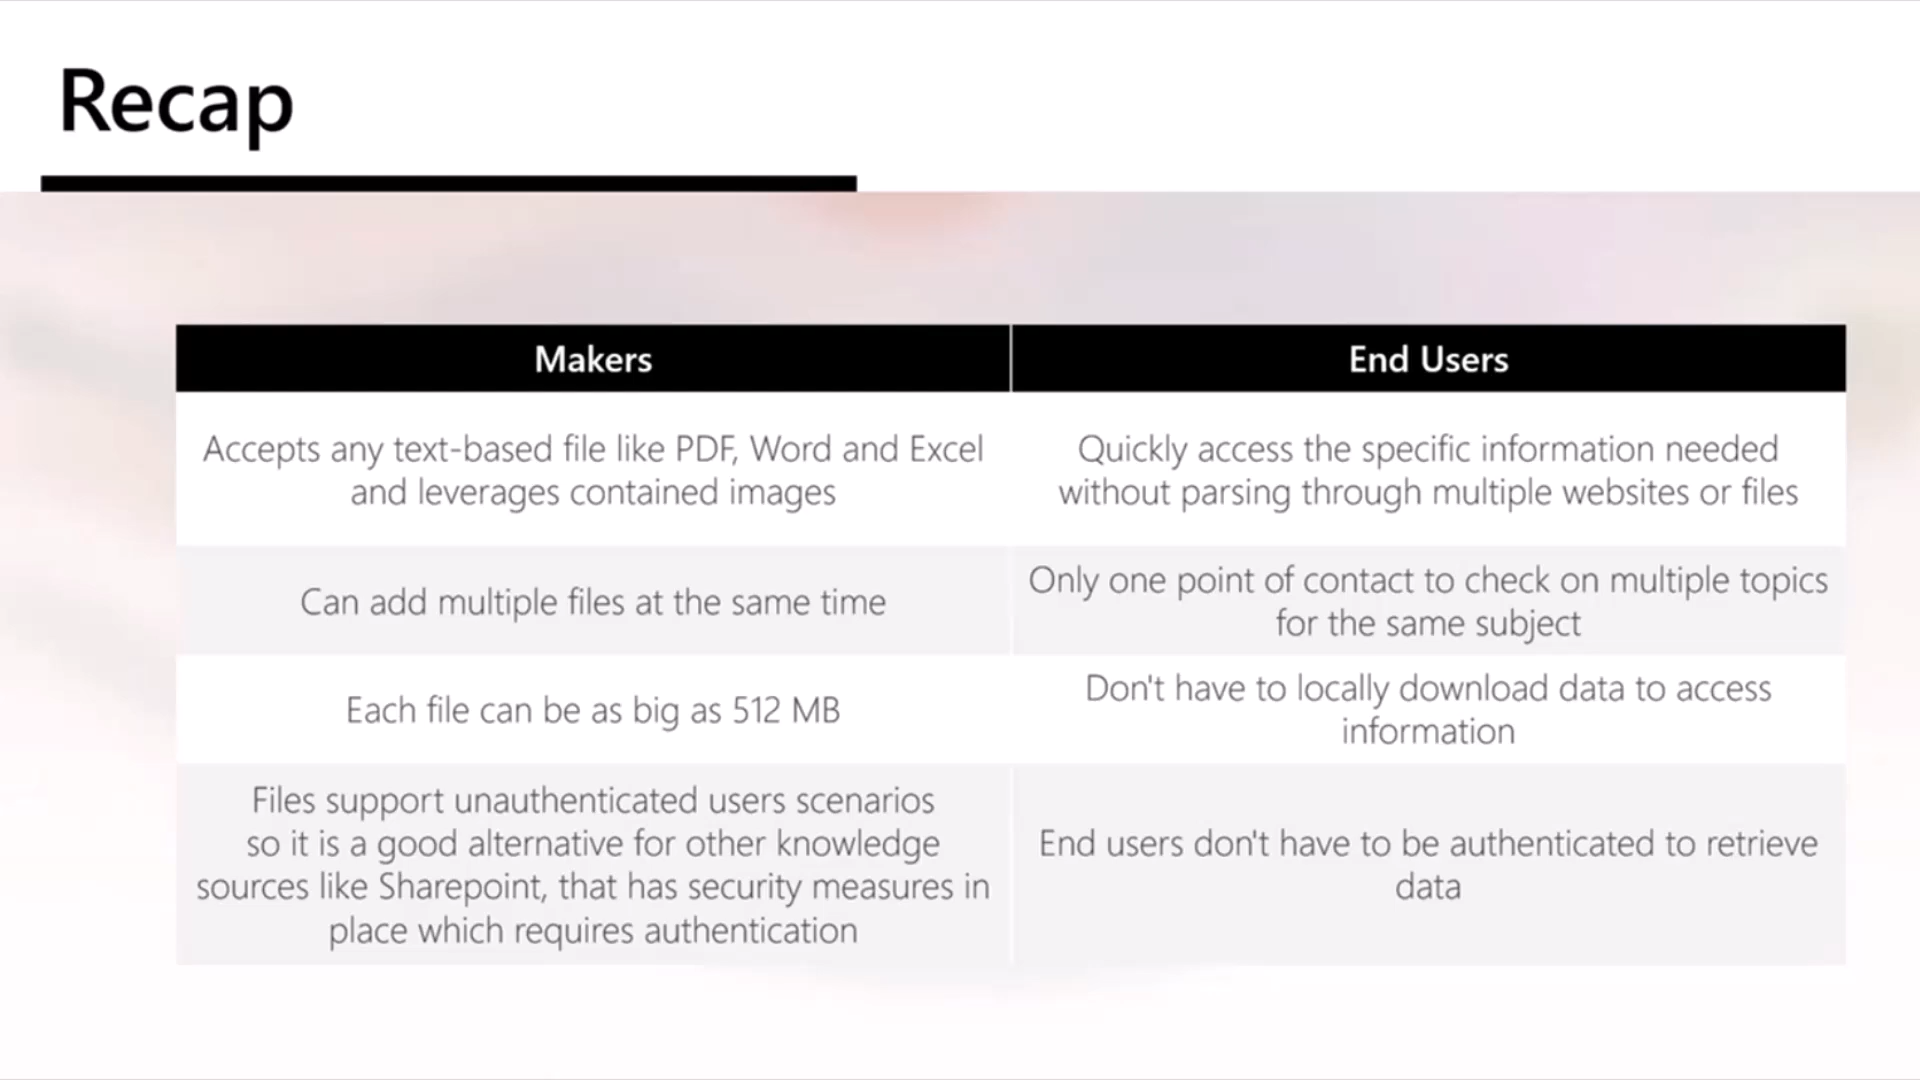 Recap
Makers
End Users
Accepts any text-based file like PDF, Word and Excel
and leverages contained images
Quickly access the specific information needed
without parsing through multiple websites or files
Can add multiple files at the same time
Only one point of contact to check on multiple topics
for the same subject
Each file can be as big as 512 MB
Don't have to locally download data to access
information
Files support unauthenticated users scenarios
so it is a good alternative for other knowledge
sources like Sharepoint, that has security measures in
place which requires authentication
End users don't have to be authenticated to retrieve
data